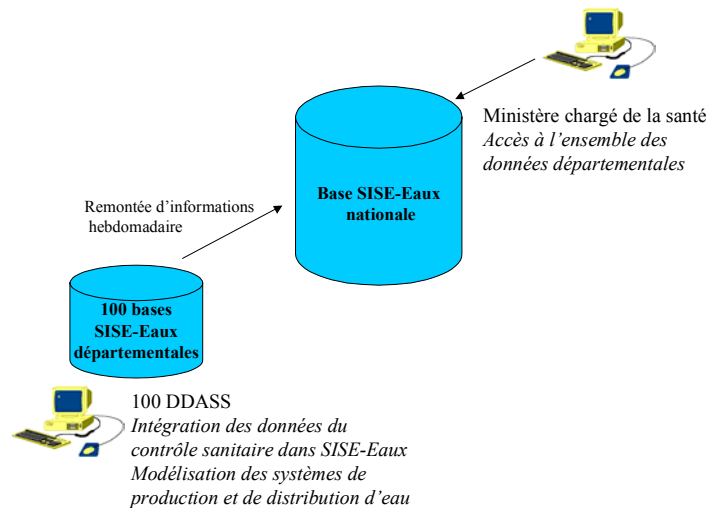 Ministère chargé de la santé
Accès à l'ensemble des
données départementales
Base SISE-Eaux
nationale
Remontée d'informations
hebdomadaire
100 bases
SISE-Eaux
départementales
100 DDASS
Intégration des données du
contrôle sanitaire dans SISE-Eaux
Modélisation des systèmes de
production et de distribution d'eau